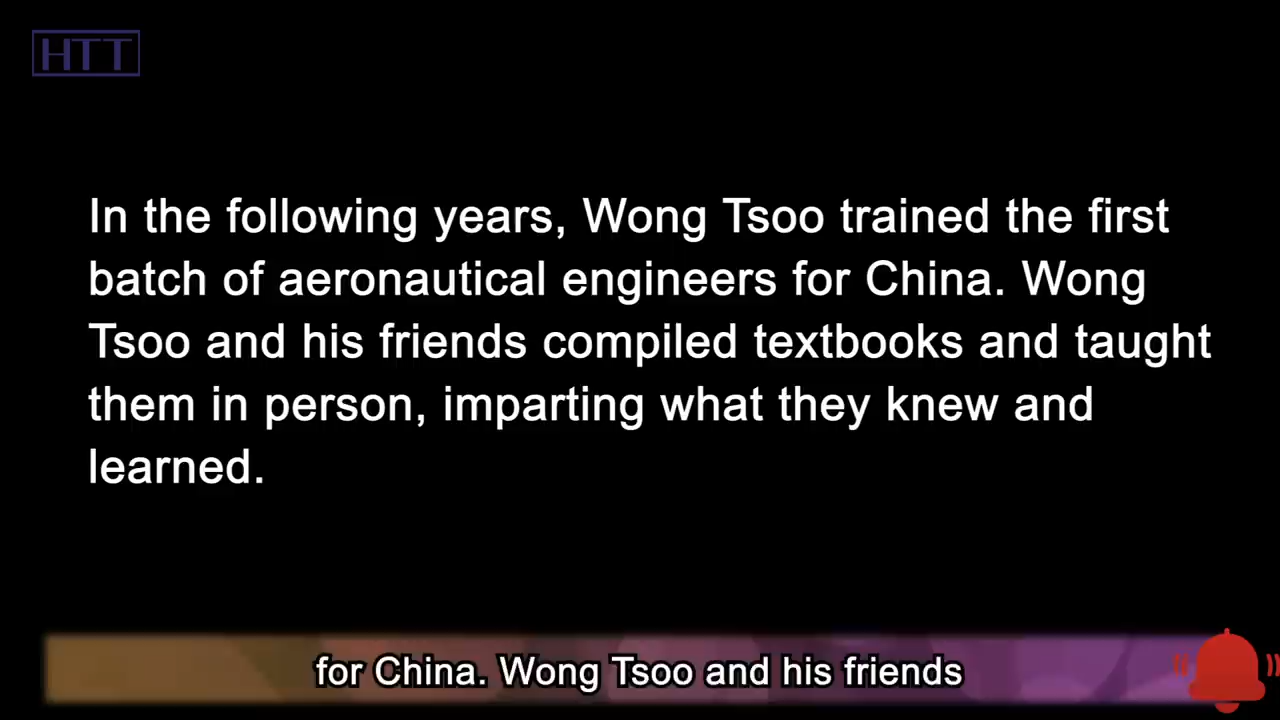 HTT
In the following years, Wong Tsoo trained the first
batch of aeronautical engineers for China. Wong
Tsoo and his friends compiled textbooks and taught
them in person, imparting what they knew and
learned.
for China. Wong Tsoo and his friends